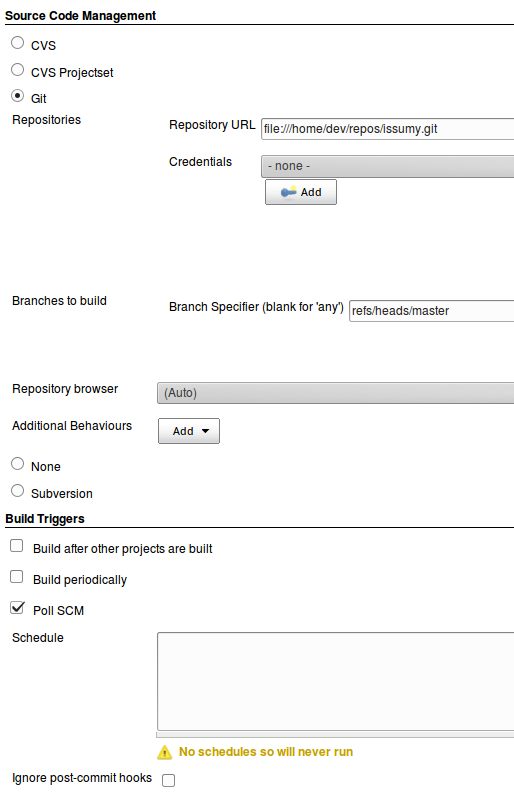 Source Code Management
CVS
CVS Projectset
Git
Repositories
Repository URL file:///home/dev/repos/issumy.git
Credentials - none -
Add
Branches to build
Branch Specifier (blank for 'any') refs/heads/master
Repository browser (Auto)
Additional Behaviours Add
None
Subversion
Build Triggers
Build after other projects are built
Build periodically
Poll SCM
Schedule
No schedules so will never run
Ignore post-commit hooks